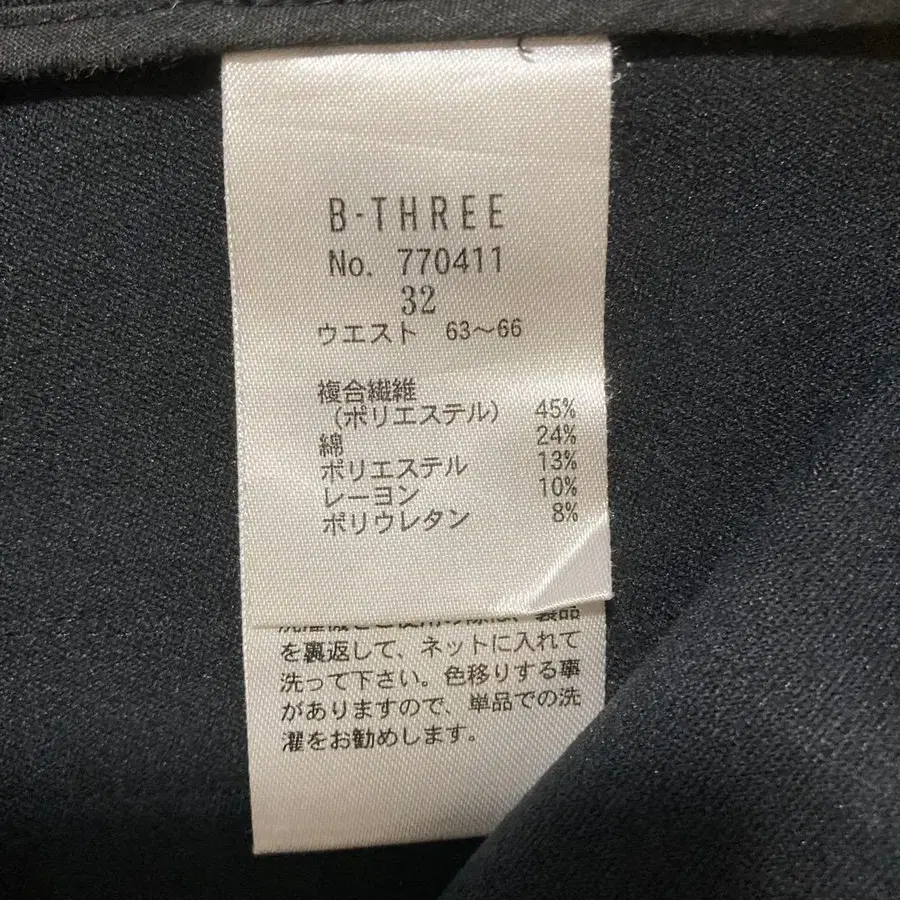 B-THREE
No. 770411
32
ウエスト 63～66
複合繊維
(ポリエステル) 45%
綿 24%
ポリエステル 13%
レーヨン 10%
ポリウレタン 8%
製品
を裏返して、ネットに入れて
洗って下さい。色移りする事
がありますので、単品での洗
濯をお勧めします。